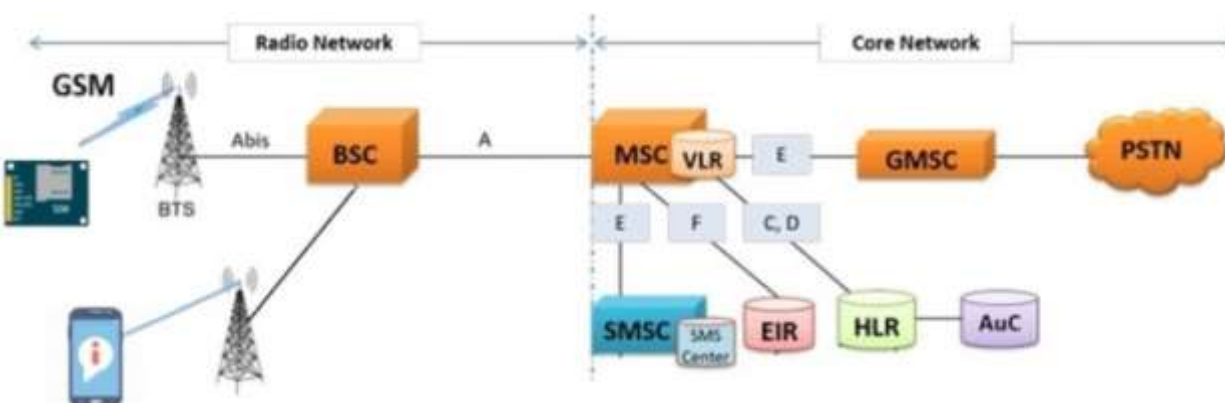 Radio Network
Core Network
GSM
Abis
BSC
A
MSC
VLR
E
GMSC
PSTN
BTS
E
F
C, D
SMSC
SMS
Center
EIR
HLR
AuC